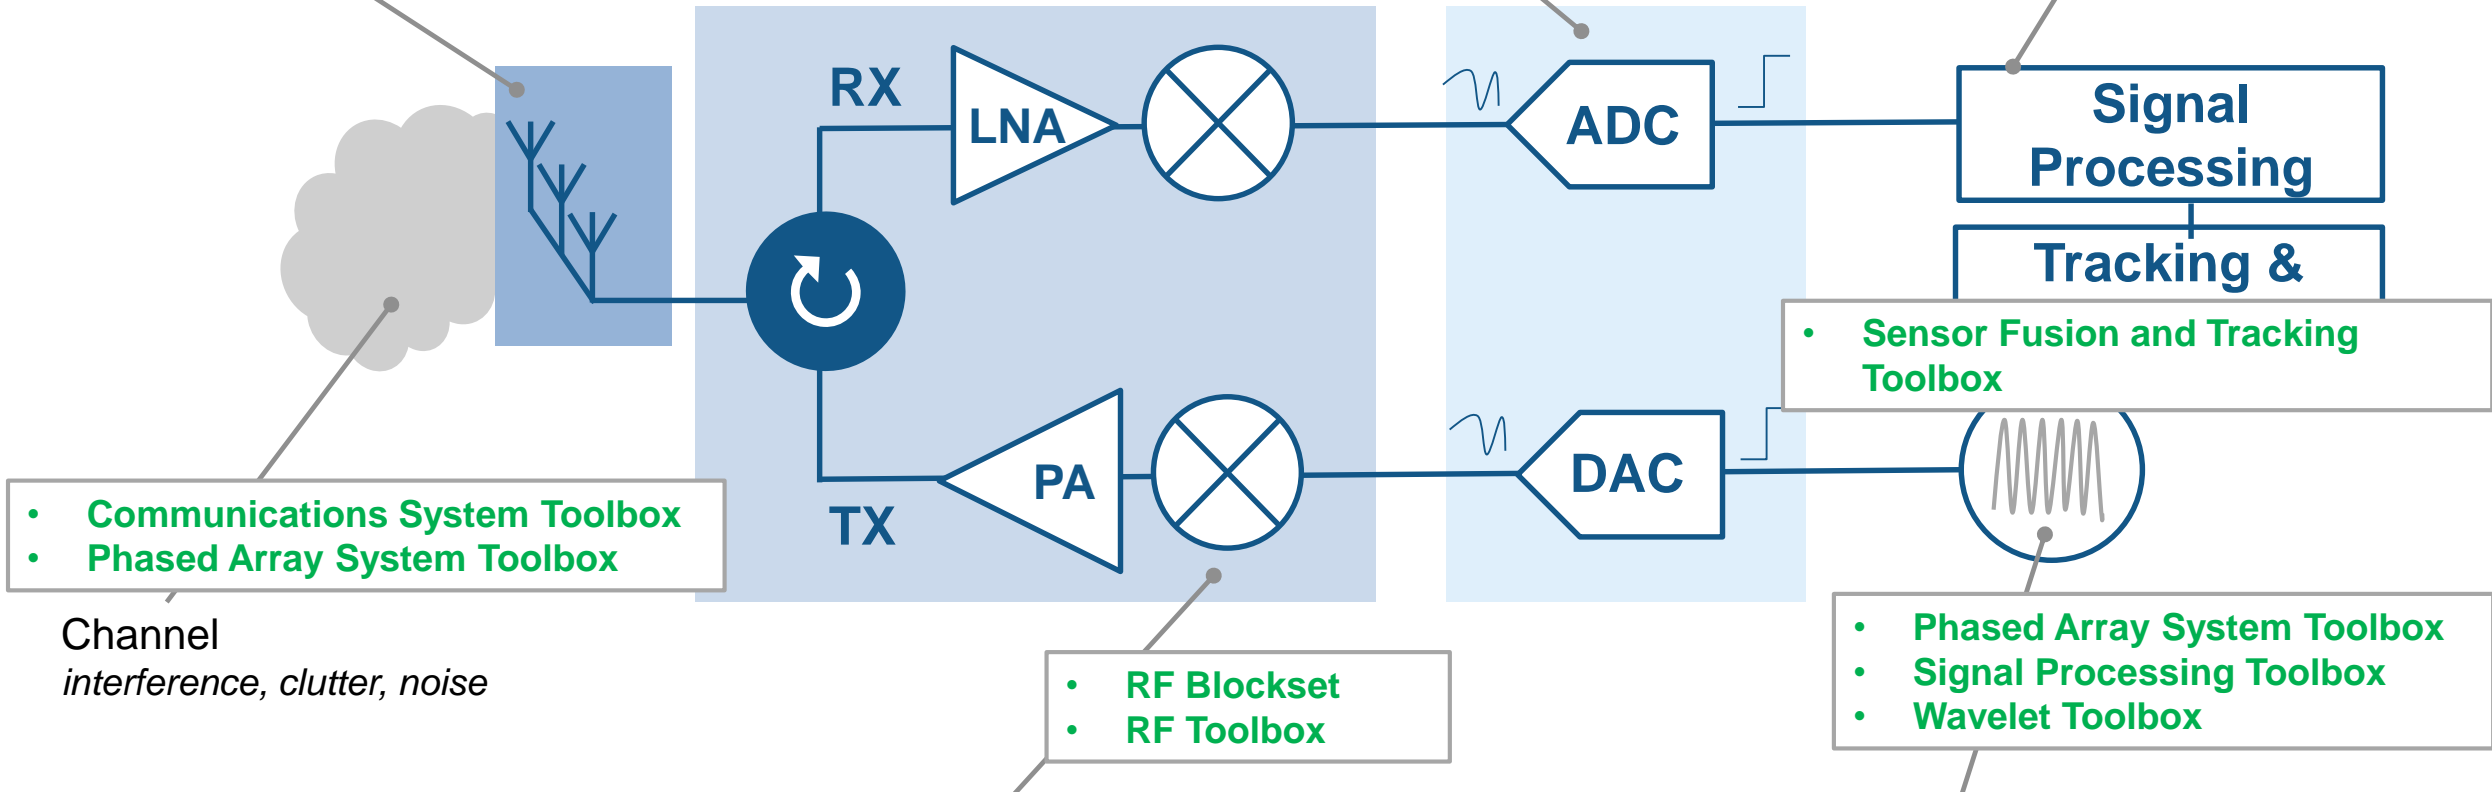 RX
LNA
ADC
Signal
Processing
Tracking &
• Sensor Fusion and Tracking
Toolbox
PA
TX
DAC
• Communications System Toolbox
• Phased Array System Toolbox
Channel
interference, clutter, noise
• RF Blockset
• RF Toolbox
• Phased Array System Toolbox
• Signal Processing Toolbox
• Wavelet Toolbox